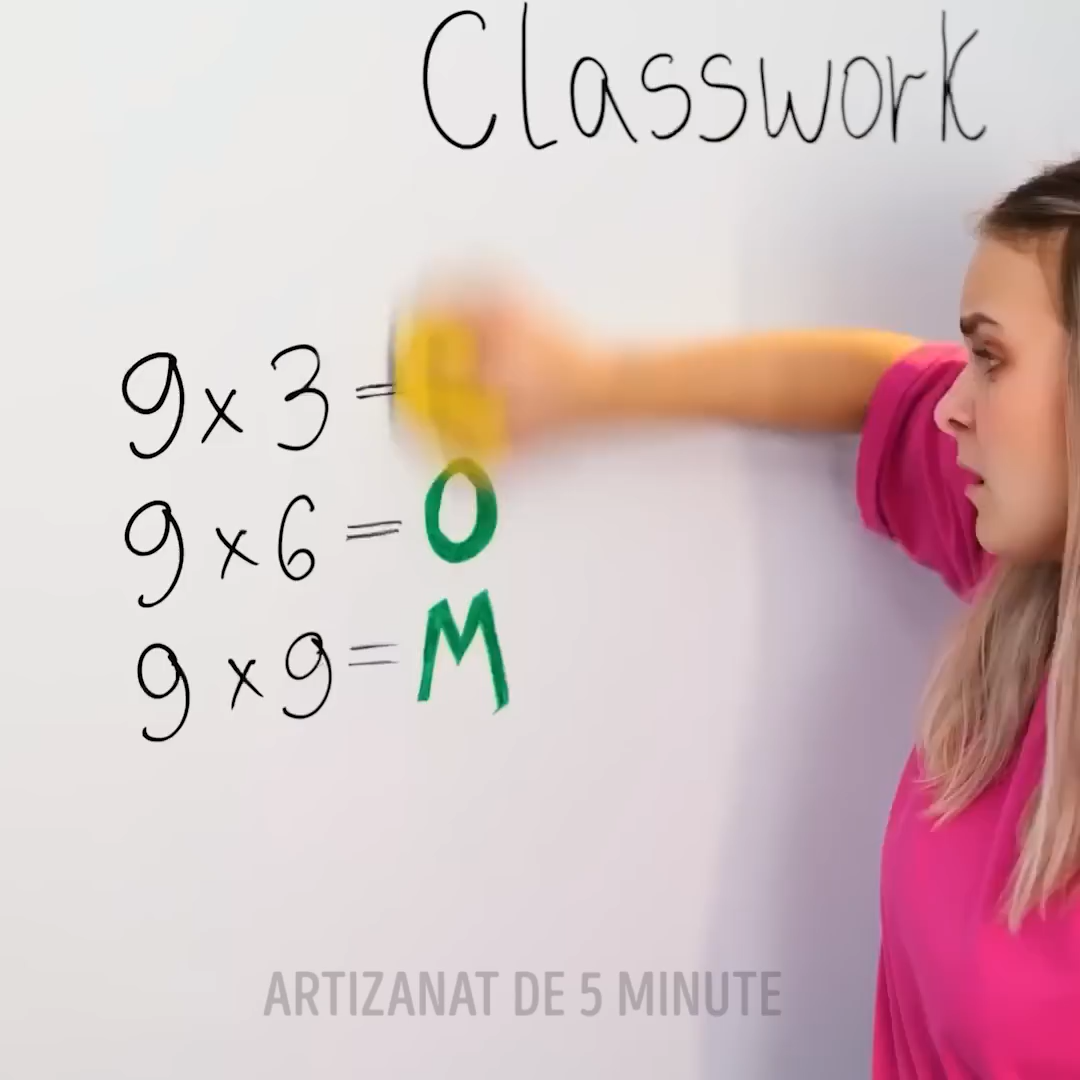 Classwork
9 x 3 =
9 x 6 = O
9 x 9 = M
ARTIZANAT DE 5 MINUTE